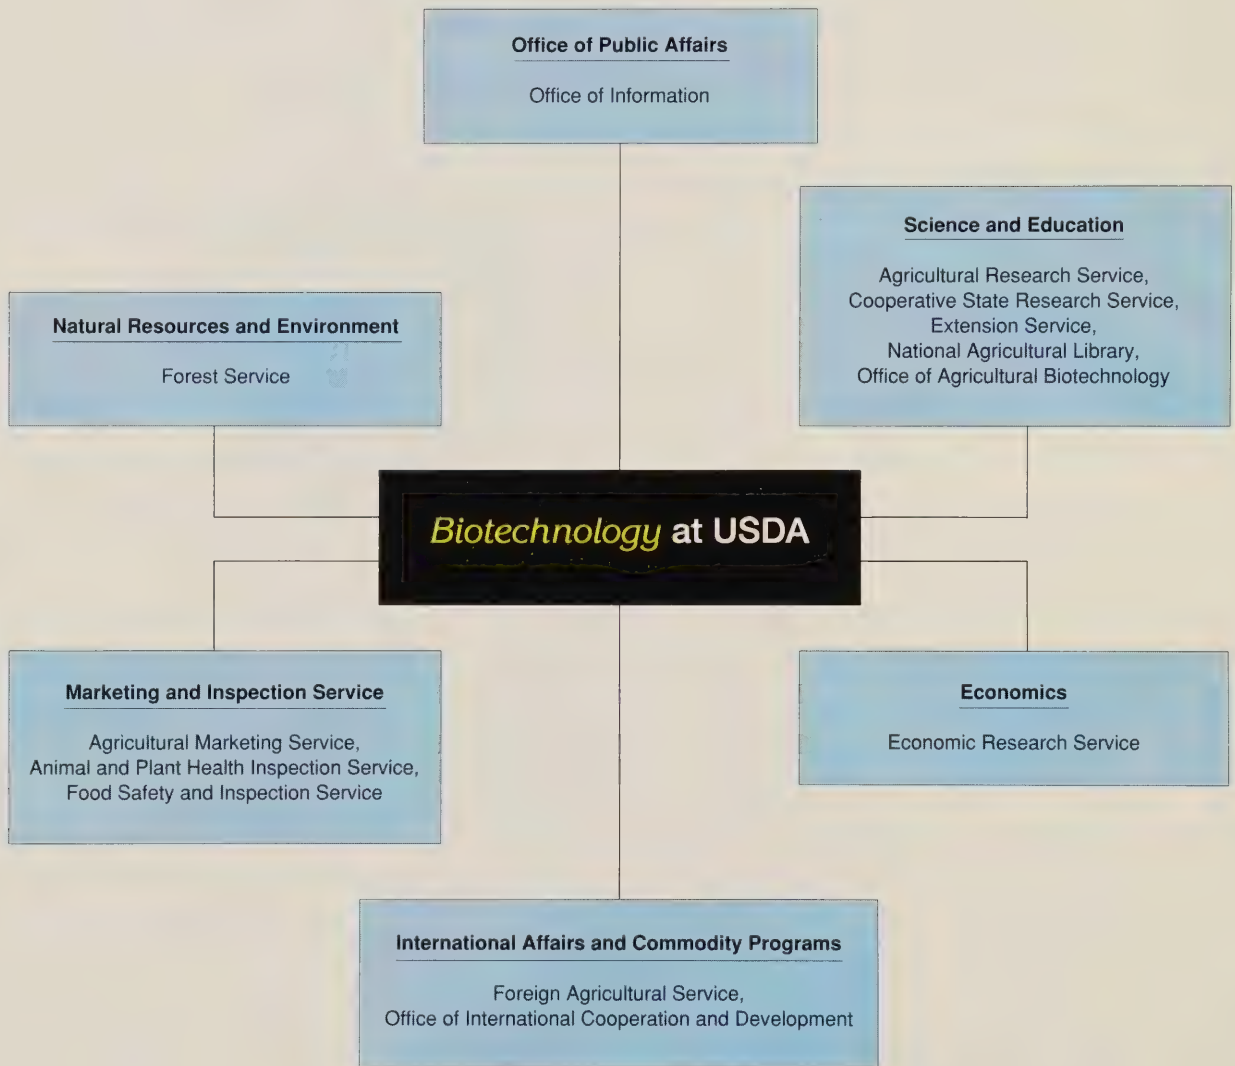 Office of Public Affairs
Office of Information
Science and Education
Agricultural Research Service,
Cooperative State Research Service,
Extension Service,
National Agricultural Library,
Office of Agricultural Biotechnology
Natural Resources and Environment
Forest Service
Biotechnology at USDA
Marketing and Inspection Service
Agricultural Marketing Service,
Animal and Plant Health Inspection Service,
Food Safety and Inspection Service
Economics
Economic Research Service
International Affairs and Commodity Programs
Foreign Agricultural Service,
Office of International Cooperation and Development